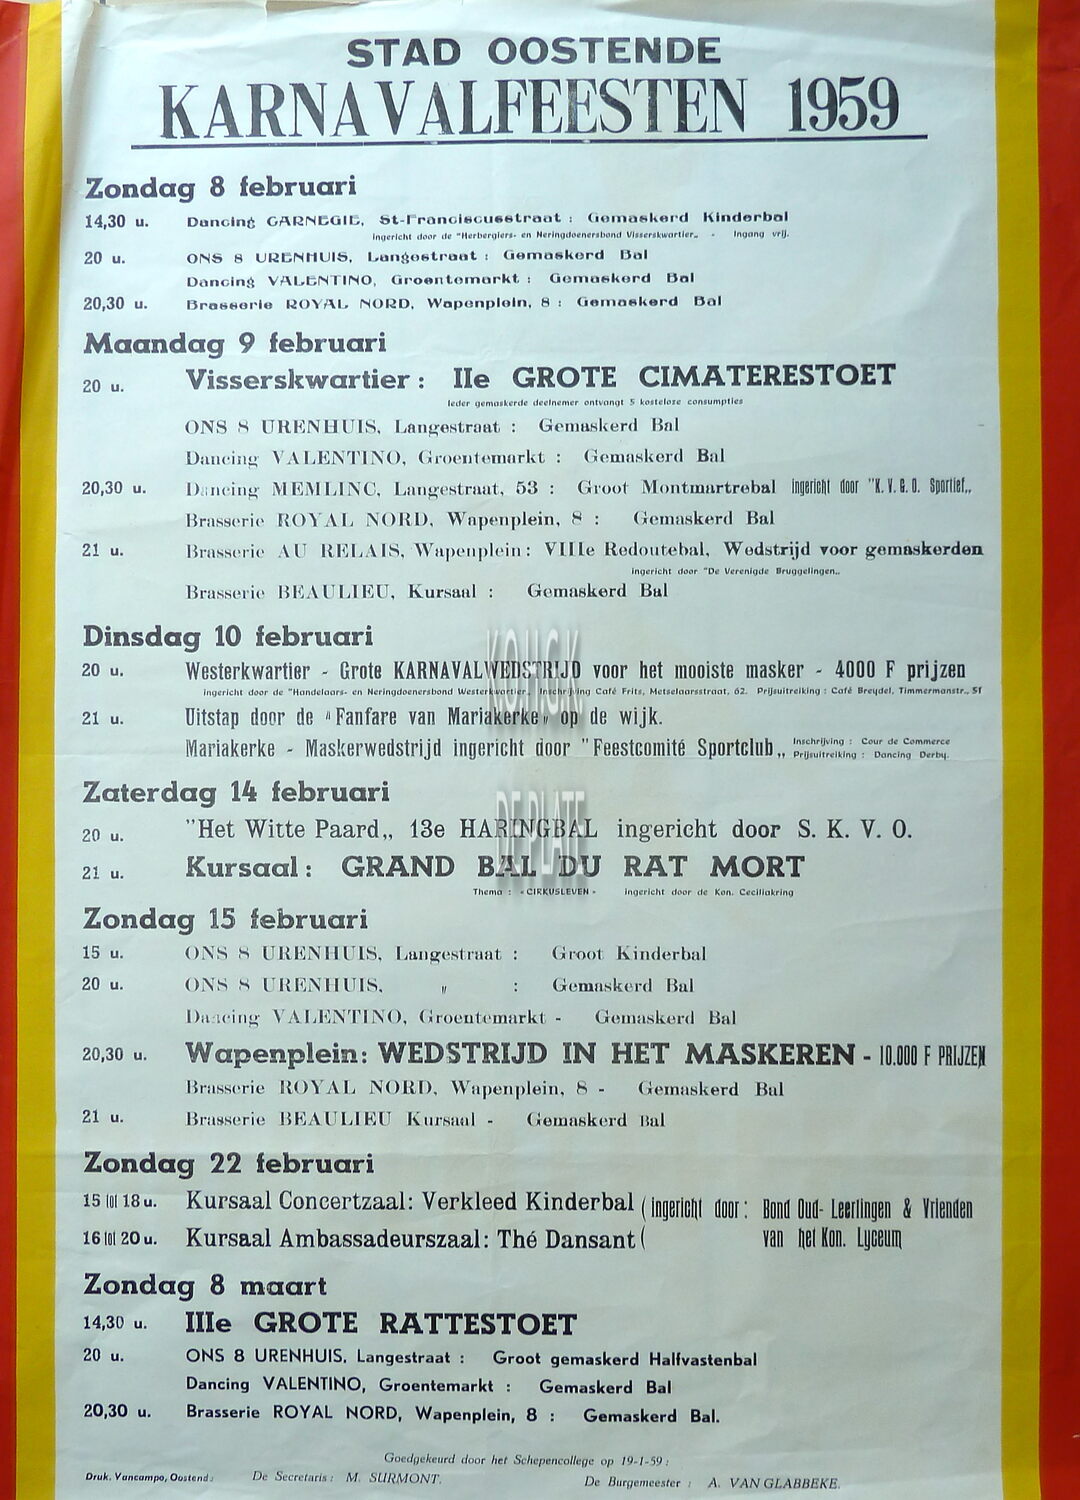 STAD OOSTENDE
KARNAVALFEESTEN 1959
Zondag 8 februari
14,30 u. Dancing CARNEGIE, St-Franciscusstraat : Gemaskerd Kinderbal
Ingericht door de "Herbergiers- en Neringdoenersbond Visserskwartier„ - Ingang vrij.
20 u. ONS 8 URENHUIS, Langestraat : Gemaskerd Bal
Dancing VALENTINO, Groentemarkt : Gemaskerd Bal
20,30 u. Brasserie ROYAL NORD, Wapenplein, 8 : Gemaskerd Bal
Maandag 9 februari
20 u. Visserskwartier : IIe GROTE CIMATERESTOET
Ieder gemaskerde deelnemer ontvangt 5 kosteloze consumpties
ONS 8 URENHUIS, Langestraat : Gemaskerd Bal
Dancing VALENTINO, Groentemarkt : Gemaskerd Bal
20,30 u. Dancing MEMLINC, Langestraat, 53 : Groot Montmartrebal ingericht door "K. V. G. O. Sportief„
Brasserie ROYAL NORD, Wapenplein, 8 : Gemaskerd Bal
21 u. Brasserie AU RELAIS, Wapenplein : VIIIe Redoutebal, Wedstrijd voor gemaskerden
ingericht door "De Verenigde Bruggelingen„
Brasserie BEAULIEU, Kursaal : Gemaskerd Bal
Dinsdag 10 februari
20 u. Westerkwartier - Grote KARNAVALWEDSTRIJD voor het mooiste masker - 4000 F prijzen
ingericht door de "Handelaars- en Neringdoenersbond Westerkwartier„ Inschrijving Café Frits, Metselaarsstraat, 62. Prijsuitreiking : Café Breydel, Timmermanstr., 51
21 u. Uitstap door de "Fanfare van Mariakerke" op de wijk.
Mariakerke - Maskerwedstrijd ingericht door "Feestcomité Sportclub„ Inschrijving : Cour de Commerce
Prijsuitreiking : Dancing Derby.
Zaterdag 14 februari
20 u. "Het Witte Paard„ 13e HARINGBAL ingericht door S. K. V. O.
21 u. Kursaal : GRAND BAL DU RAT MORT
Thema : «CIRKUSLEVEN» ingericht door de Kon. Ceciliakring
Zondag 15 februari
15 u. ONS 8 URENHUIS, Langestraat : Groot Kinderbal
20 u. ONS 8 URENHUIS, " : Gemaskerd Bal
Dancing VALENTINO, Groentemarkt - Gemaskerd Bal
20,30 u. Wapenplein : WEDSTRIJD IN HET MASKEREN - 10.000 F PRIJZEN
Brasserie ROYAL NORD, Wapenplein, 8 - Gemaskerd Bal
21 u. Brasserie BEAULIEU Kursaal - Gemaskerd Bal
Zondag 22 februari
15 tot 18 u. Kursaal Concertzaal : Verkleed Kinderbal ( ingericht door : Bond Oud- Leerlingen & Vrienden
16 tot 20 u. Kursaal Ambassadeurszaal : Thé Dansant ( van het Kon. Lyceum
Zondag 8 maart
14,30 u. IIIe GROTE RATTESTOET
20 u. ONS 8 URENHUIS, Langestraat : Groot gemaskerd Halfvastenbal
Dancing VALENTINO, Groentemarkt : Gemaskerd Bal
20,30 u. Brasserie ROYAL NORD, Wapenplein, 8 : Gemaskerd Bal.
Goedgekeurd door het Schepencollege op 19-1-59 :
Druk. Vancampo, Oostende De Secretaris : M. SURMONT. De Burgemeester : A. VAN GLABBEKE.
DE PLATE